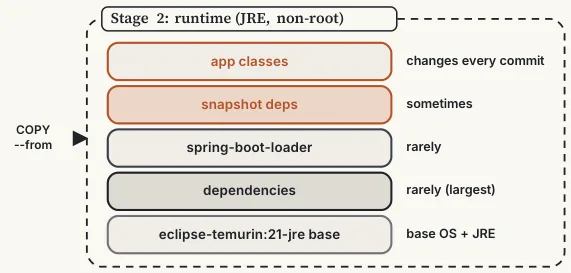 Stage 2: runtime (JRE, non-root)
app classes changes every commit
snapshot deps sometimes
COPY
--from
spring-boot-loader rarely
dependencies rarely (largest)
eclipse-temurin:21-jre base base OS + JRE